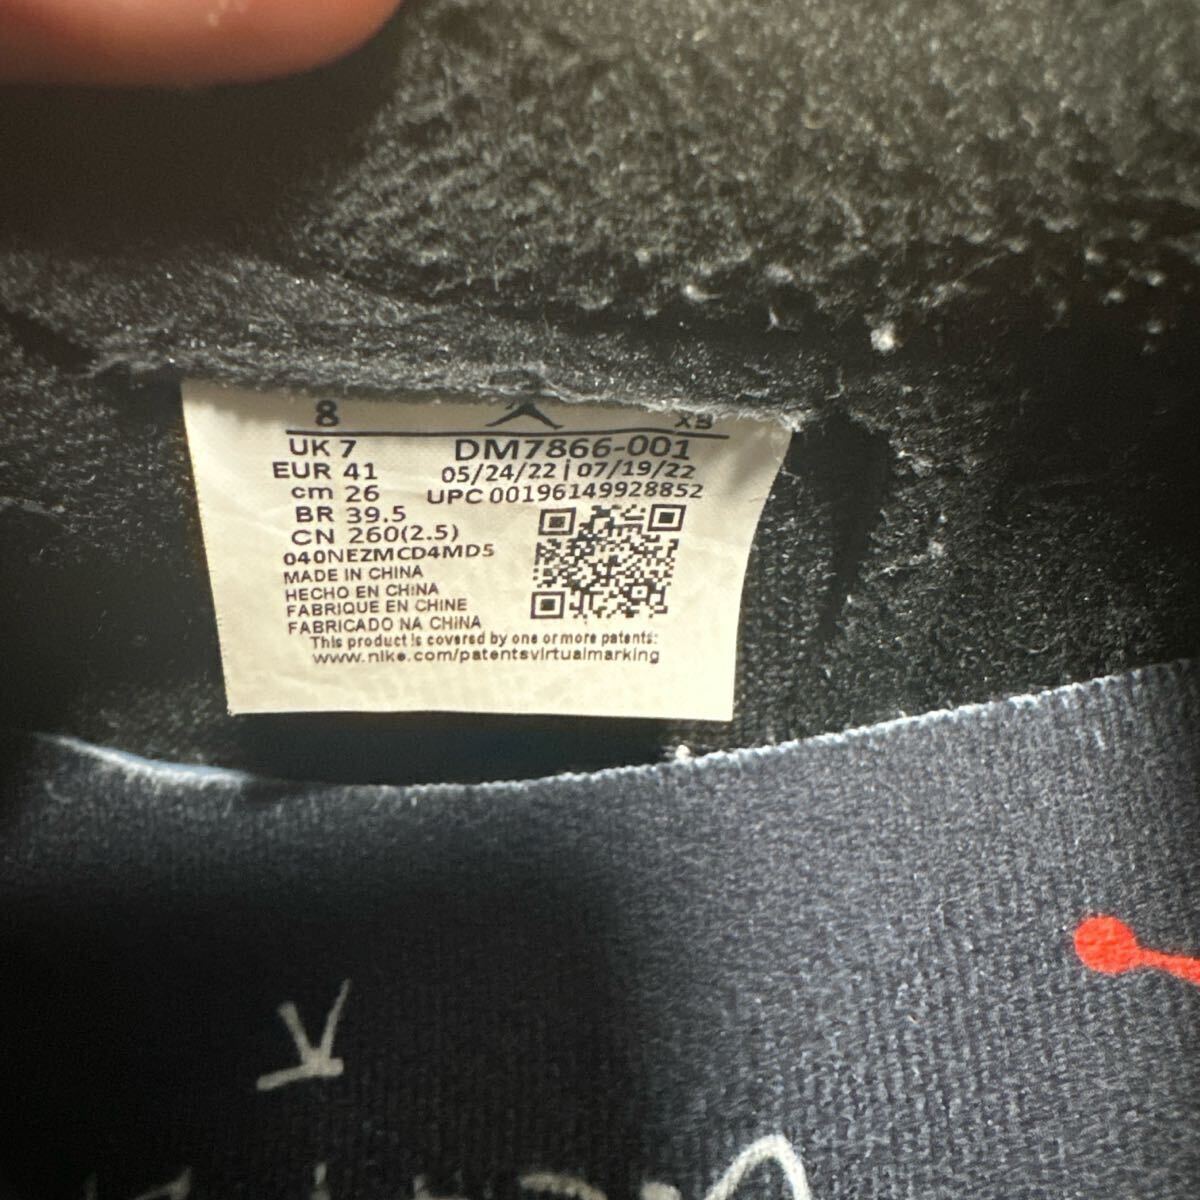 8 XB
UK 7 DM7866-001
EUR 41 05/24/22 | 07/19/22
cm 26 UPC 00196149928852
BR 39.5
CN 260(2.5)
040NEZMCD4MD5
MADE IN CHINA
HECHO EN CHINA
FABRIQUE EN CHINE
FABRICADO NA CHINA
This product is covered by one or more patents:
www.nike.com/patentsvirtualmarking